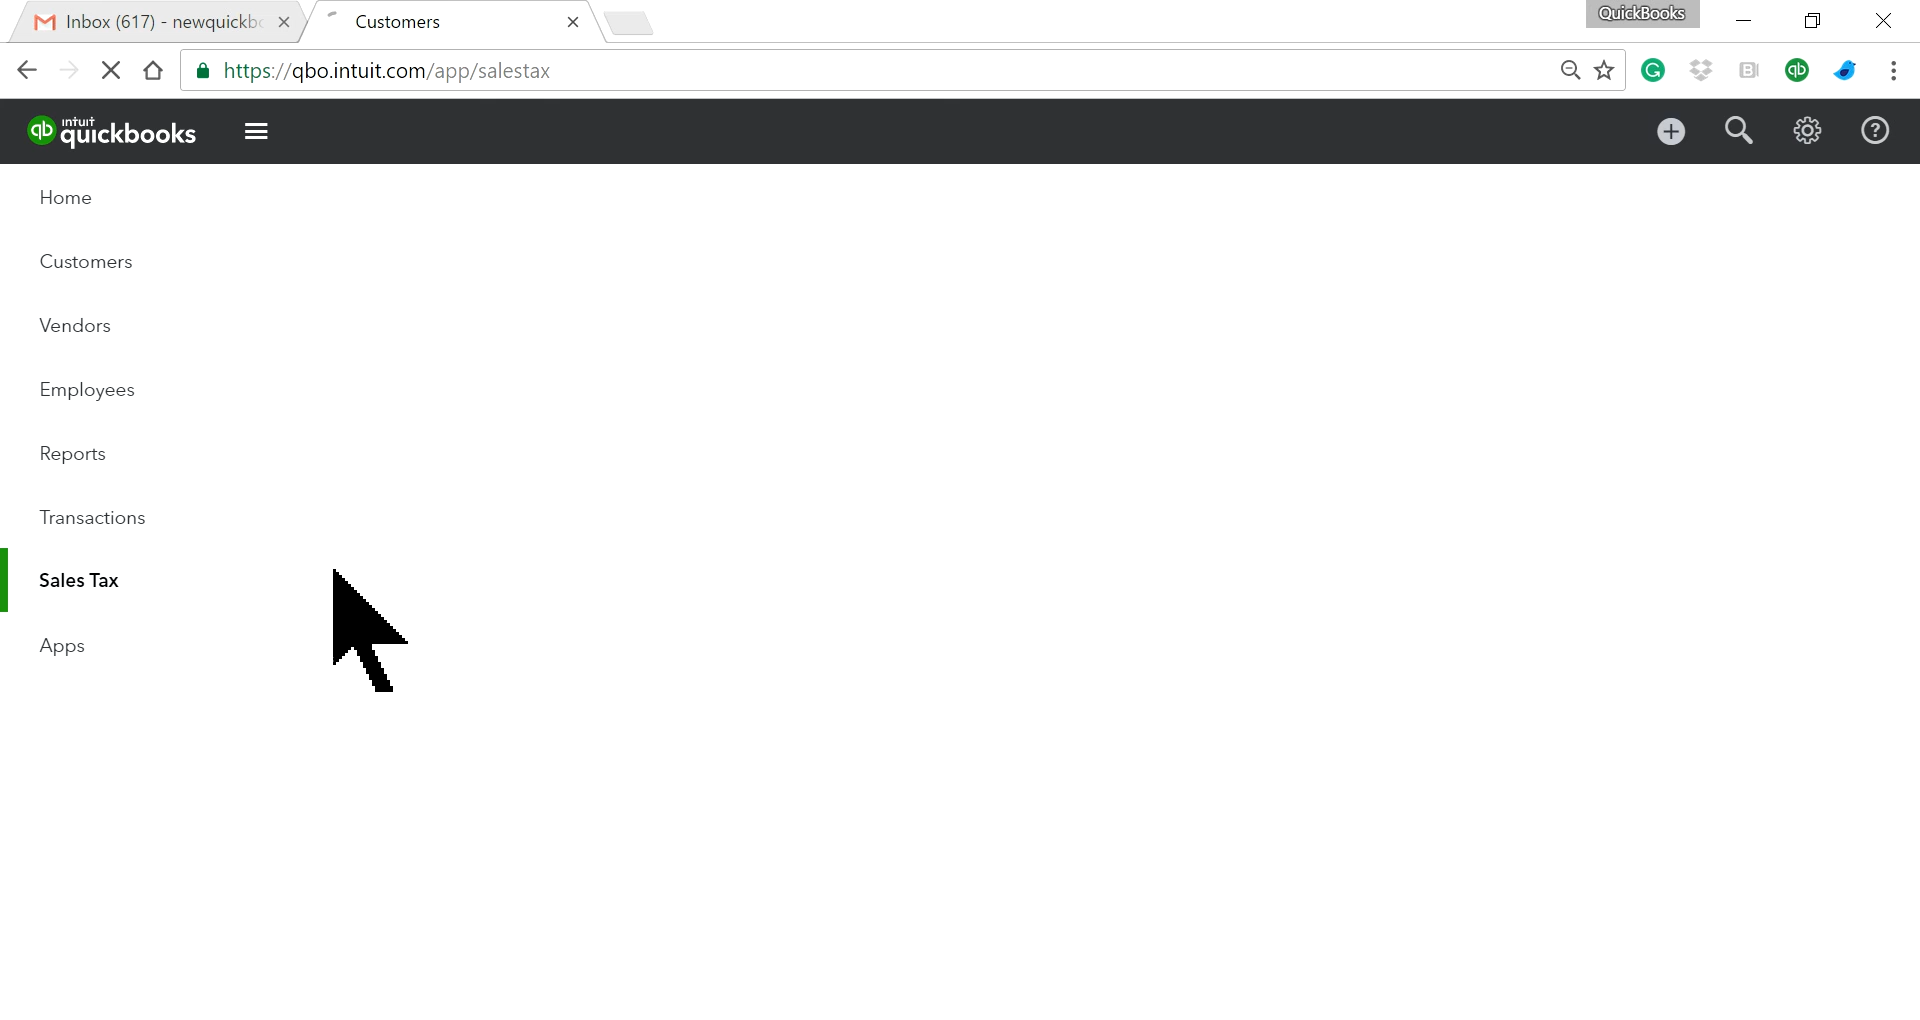 Inbox (617) - newquickb
Customers
QuickBooks
https://qbo.intuit.com/app/salestax
intuit
quickbooks
Home
Customers
Vendors
Employees
Reports
Transactions
Sales Tax
Apps